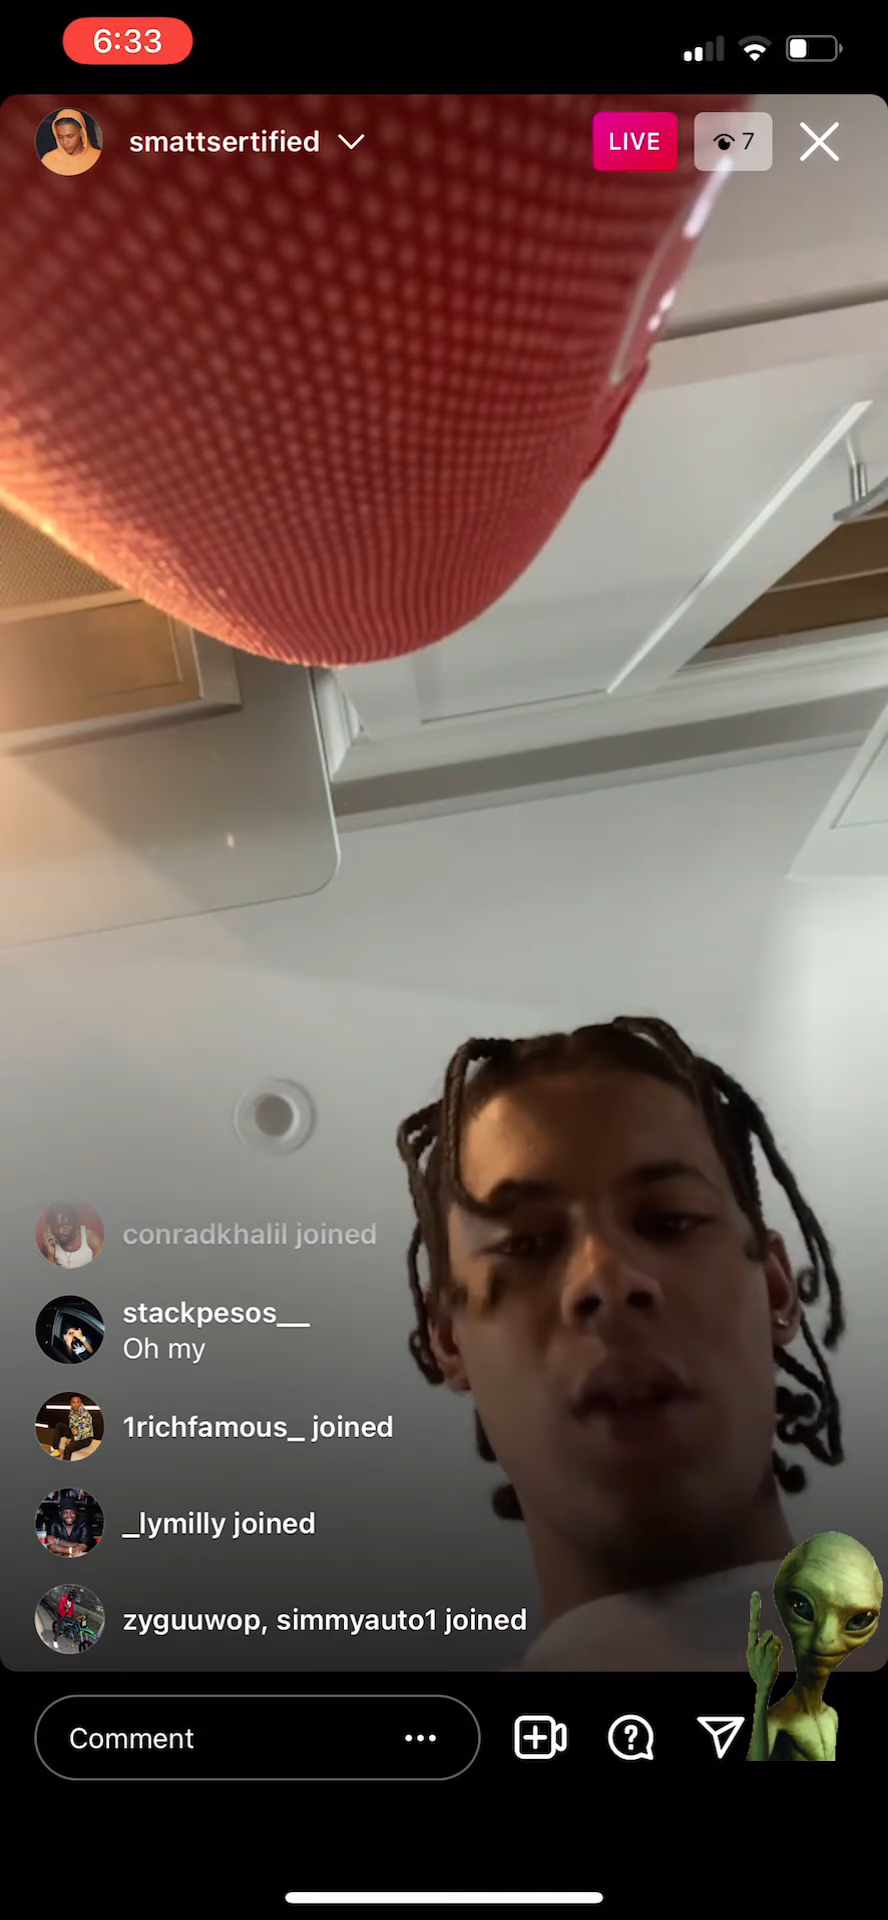 6:33
smattsertified
LIVE
7
conradkhalil joined
stackpesos__
Oh my
1richfamous_ joined
_lymilly joined
zyguuwop, simmyauto1 joined
Comment